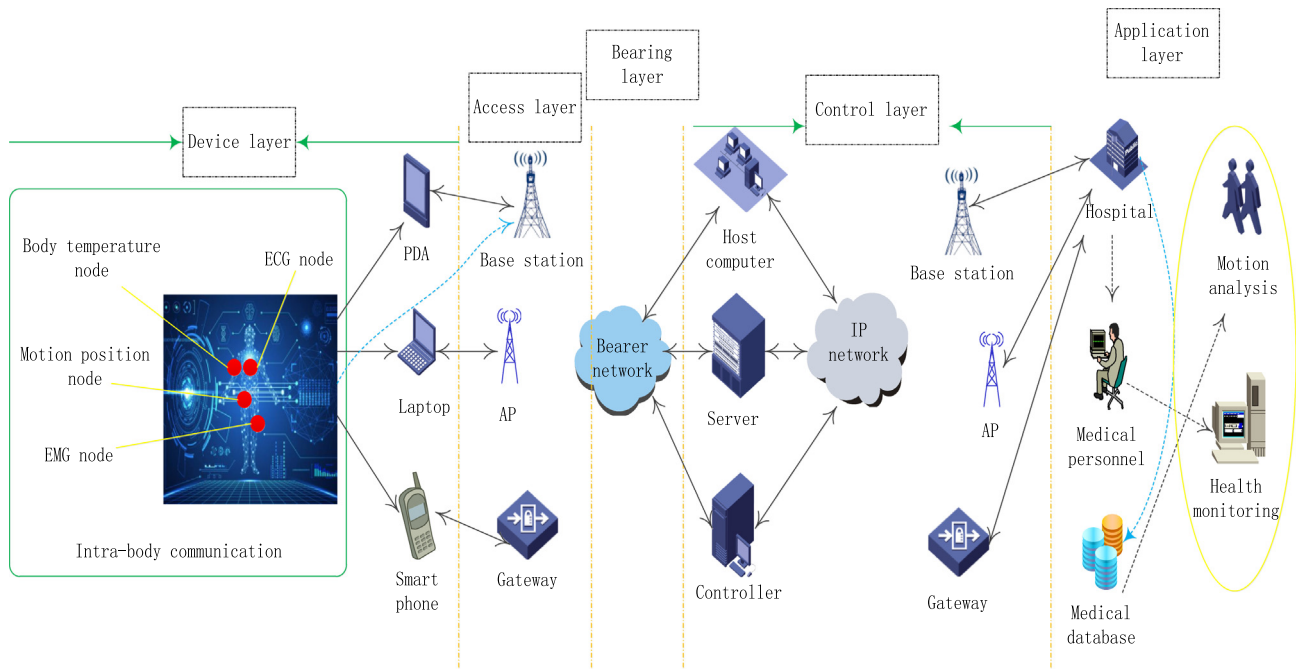 Device layer
Access layer
Bearing
layer
Control layer
Application
layer
Body temperature
node
ECG node
Motion position
node
EMG node
Intra-body communication
PDA
Laptop
Smart
phone
Base station
AP
Gateway
Bearer
network
Host
computer
Server
Controller
IP
network
Base station
AP
Gateway
Hospital
Medical
personnel
Medical
database
Motion
analysis
Health
monitoring